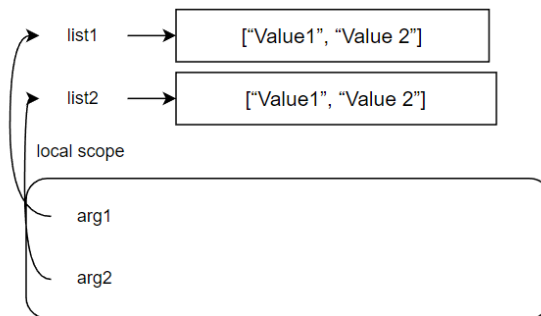 list1
[“Value1”, “Value 2”]
list2
[“Value1”, “Value 2”]
local scope
arg1
arg2